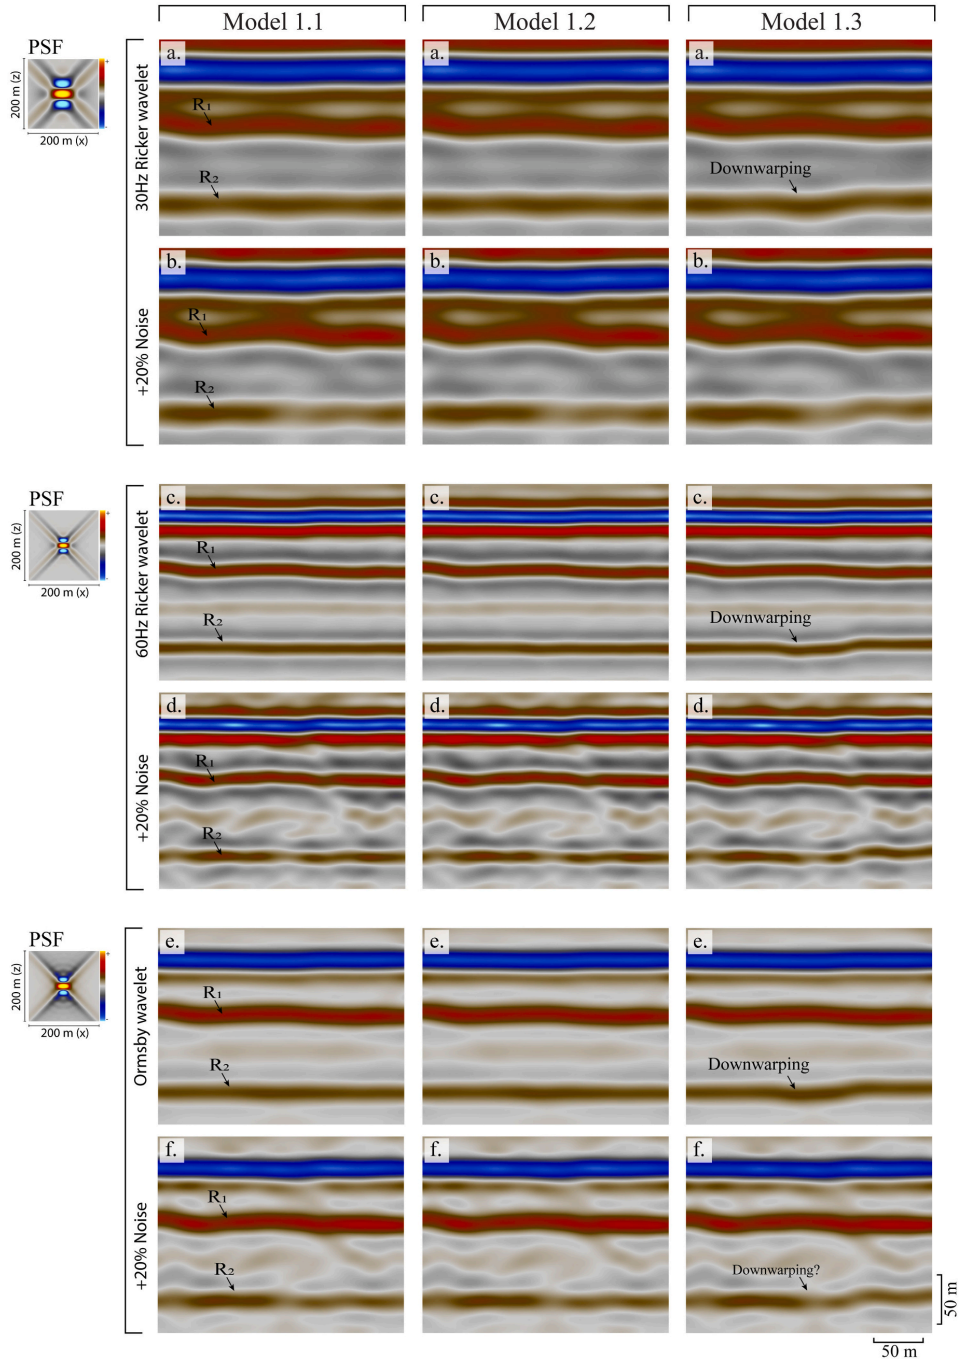 Model 1.1
Model 1.2
Model 1.3
PSF
200 m (z)
200 m (x)
+
-
30Hz Ricker wavelet
a.
R₁
R₂
a.
a.
Downwarping
+20% Noise
b.
R₁
R₂
b.
b.
PSF
200 m (z)
200 m (x)
+
-
60Hz Ricker wavelet
c.
R₁
R₂
c.
c.
Downwarping
+20% Noise
d.
R₁
R₂
d.
d.
PSF
200 m (z)
200 m (x)
+
-
Ormsby wavelet
e.
R₁
R₂
e.
e.
Downwarping
+20% Noise
f.
R₁
R₂
f.
f.
Downwarping?
50 m
50 m